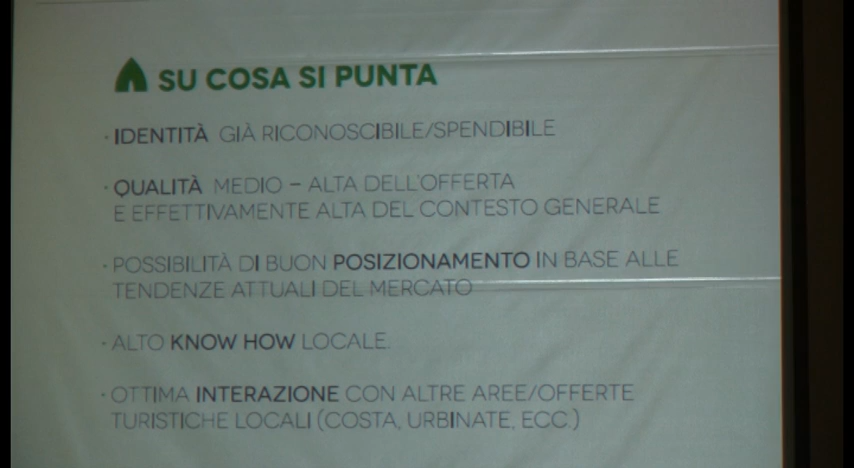 SU COSA SI PUNTA
· IDENTITÀ GIÀ RICONOSCIBILE/SPENDIBILE
· QUALITÀ MEDIO – ALTA DELL'OFFERTA
E EFFETTIVAMENTE ALTA DEL CONTESTO GENERALE
· POSSIBILITÀ DI BUON POSIZIONAMENTO IN BASE ALLE
TENDENZE ATTUALI DEL MERCATO
· ALTO KNOW HOW LOCALE.
· OTTIMA INTERAZIONE CON ALTRE AREE/OFFERTE
TURISTICHE LOCALI (COSTA, URBINATE, ECC.)